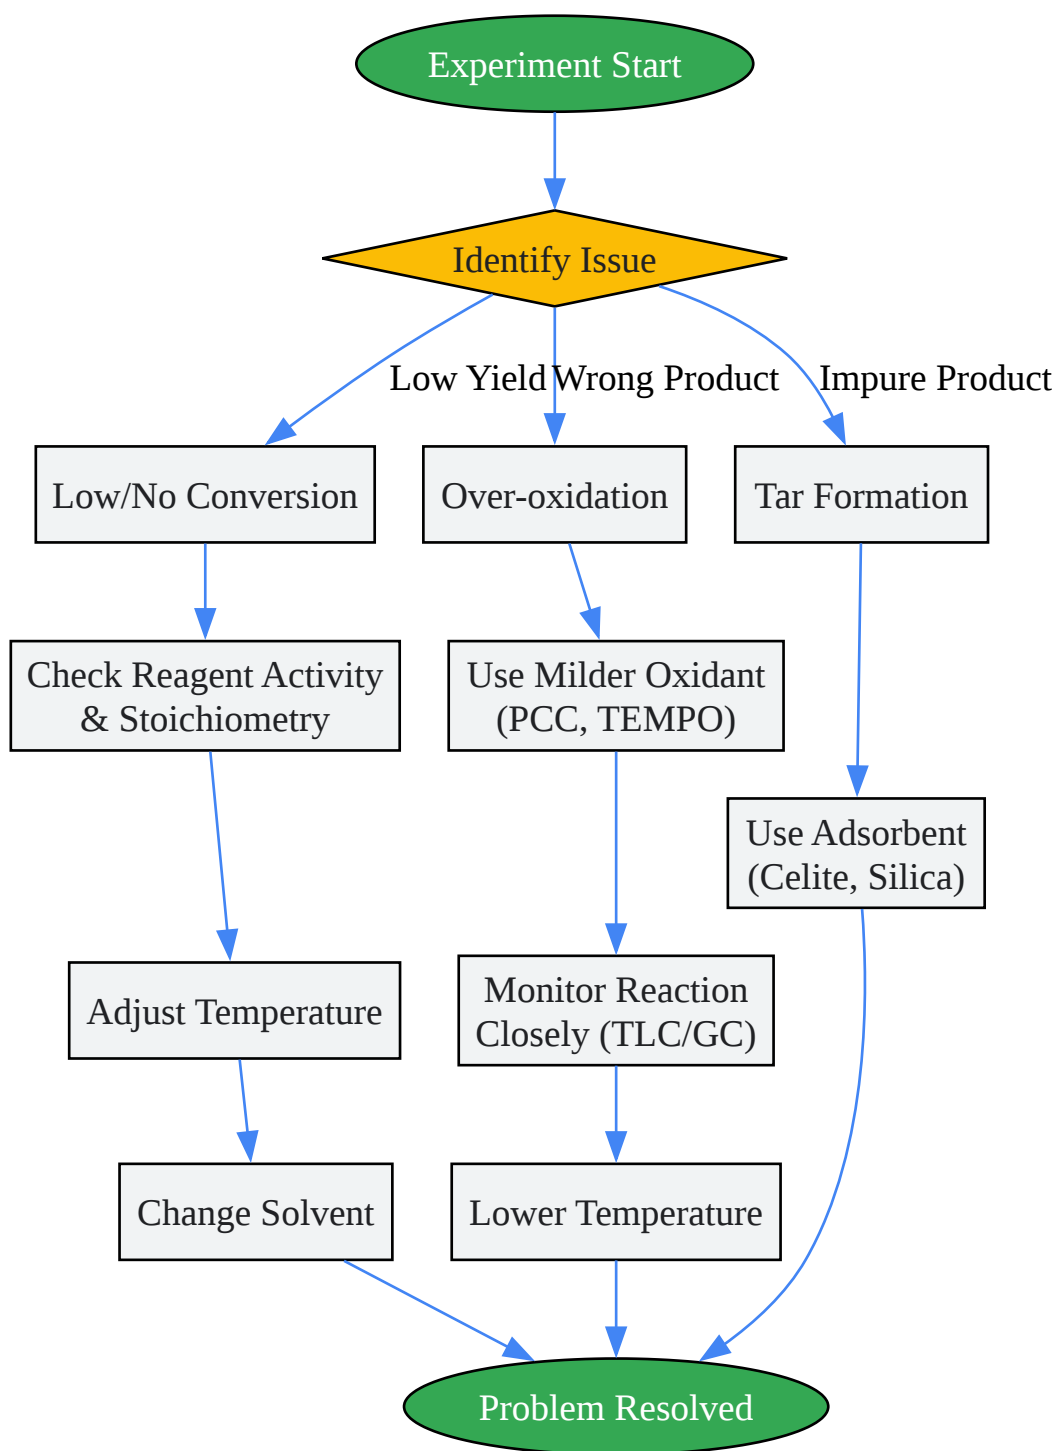 Experiment Start
Identify Issue
Low Yield
Wrong Product
Impure Product
Low/No Conversion
Over-oxidation
Tar Formation
Check Reagent Activity
& Stoichiometry
Use Milder Oxidant
(PCC, TEMPO)
Use Adsorbent
(Celite, Silica)
Adjust Temperature
Monitor Reaction
Closely (TLC/GC)
Change Solvent
Lower Temperature
Problem Resolved